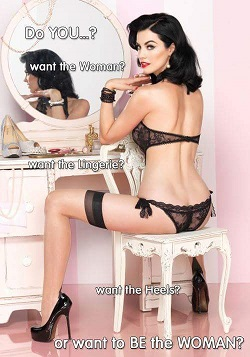 Do YOU...?
want the Woman?
want the Lingerie?
want the Heels?
or want to BE the WOMAN?